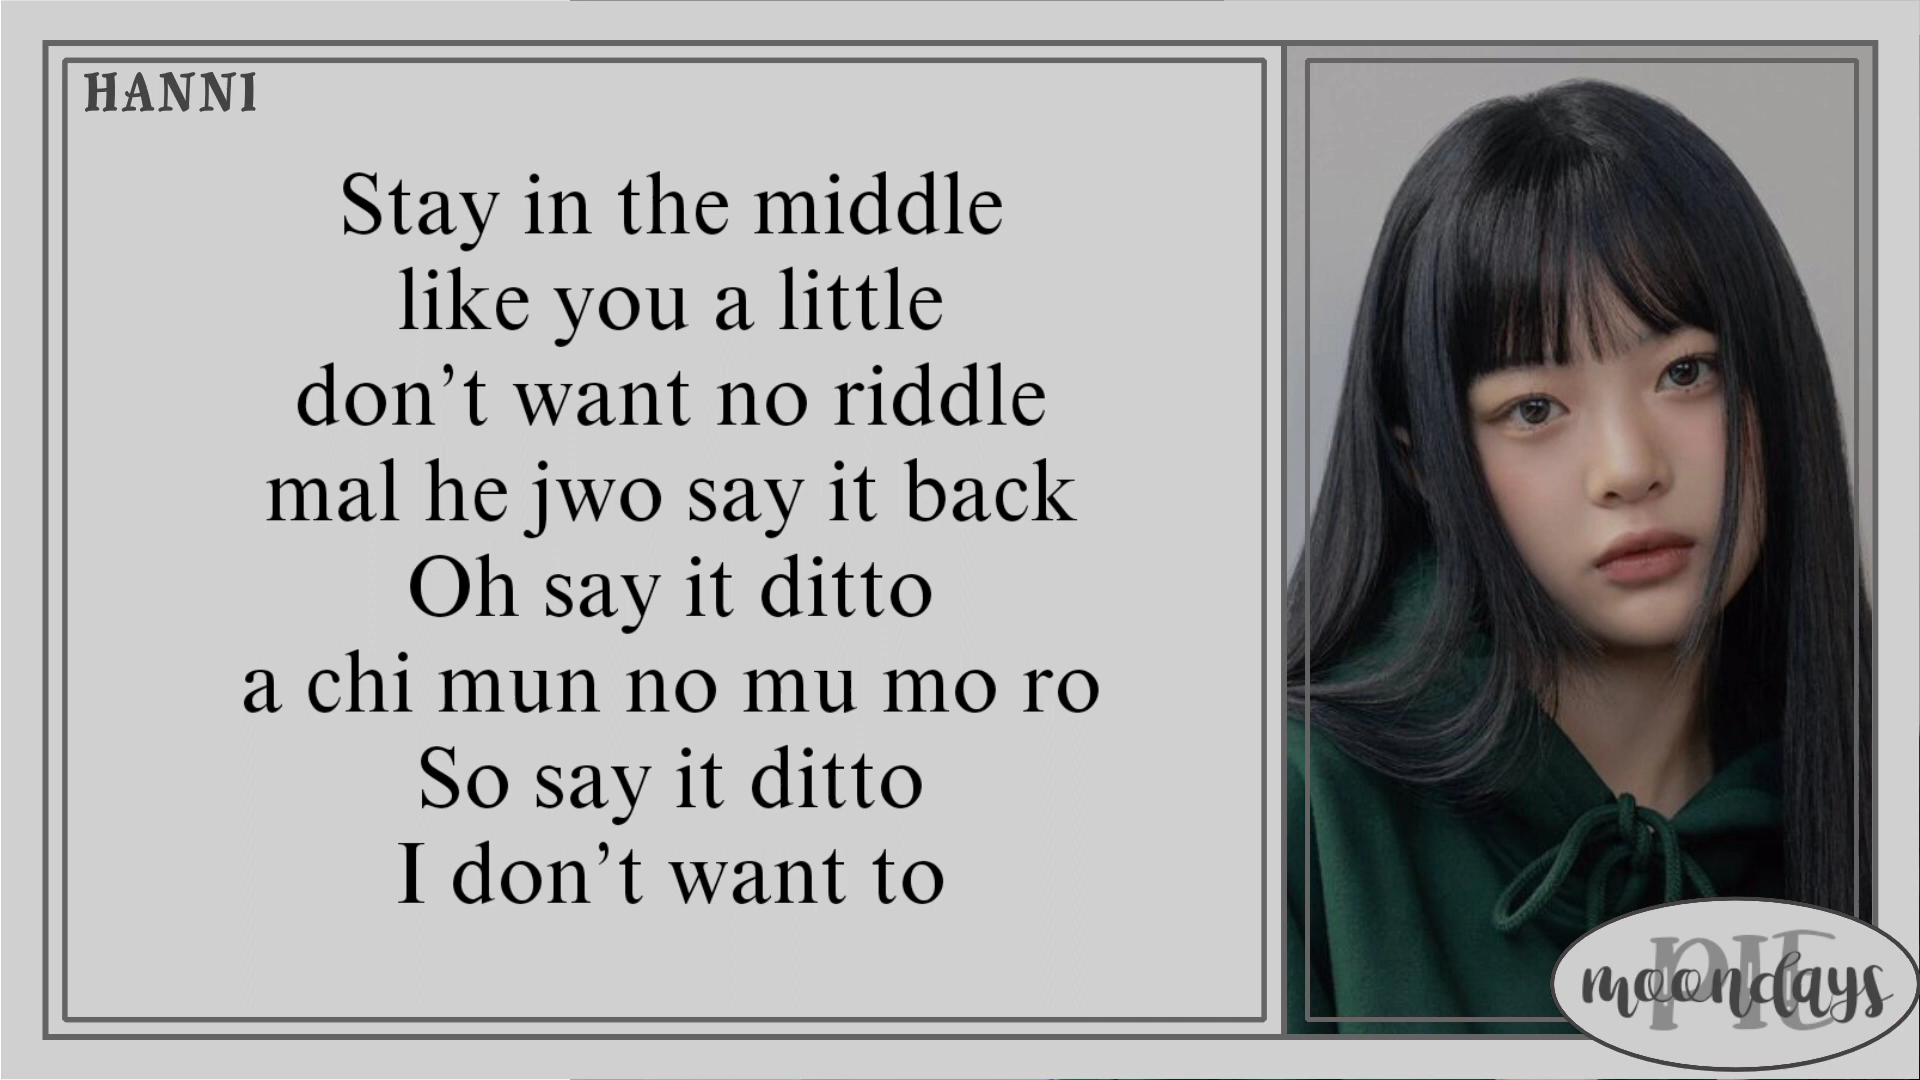 HANNI
Stay in the middle
like you a little
don’t want no riddle
mal he jwo say it back
Oh say it ditto
a chi mun no mu mo ro
So say it ditto
I don’t want to
moondays